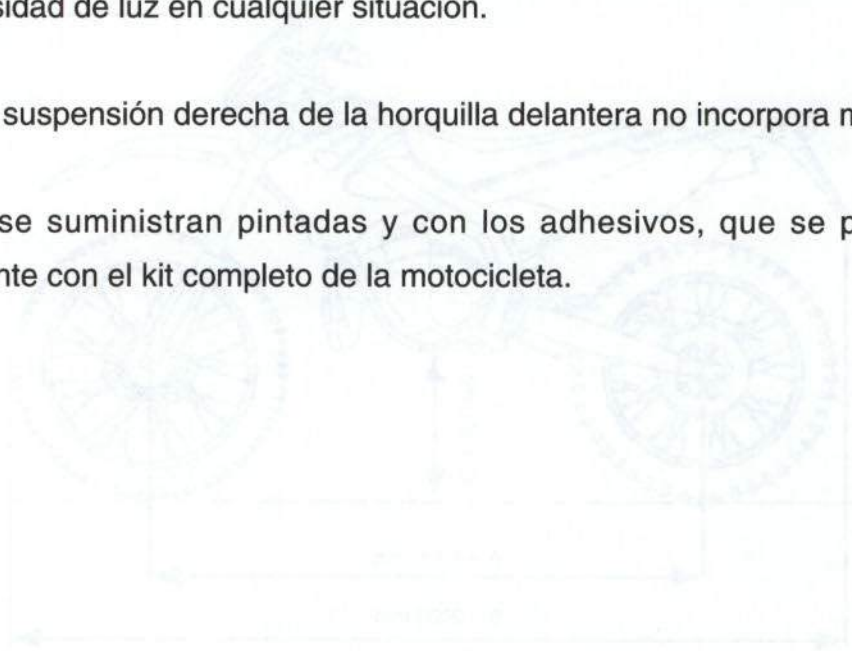 sidad de luz en cualquier situación.
suspensión derecha de la horquilla delantera no incorpora
se suministran pintadas y con los adhesivos, que se
nte con el kit completo de la motocicleta.